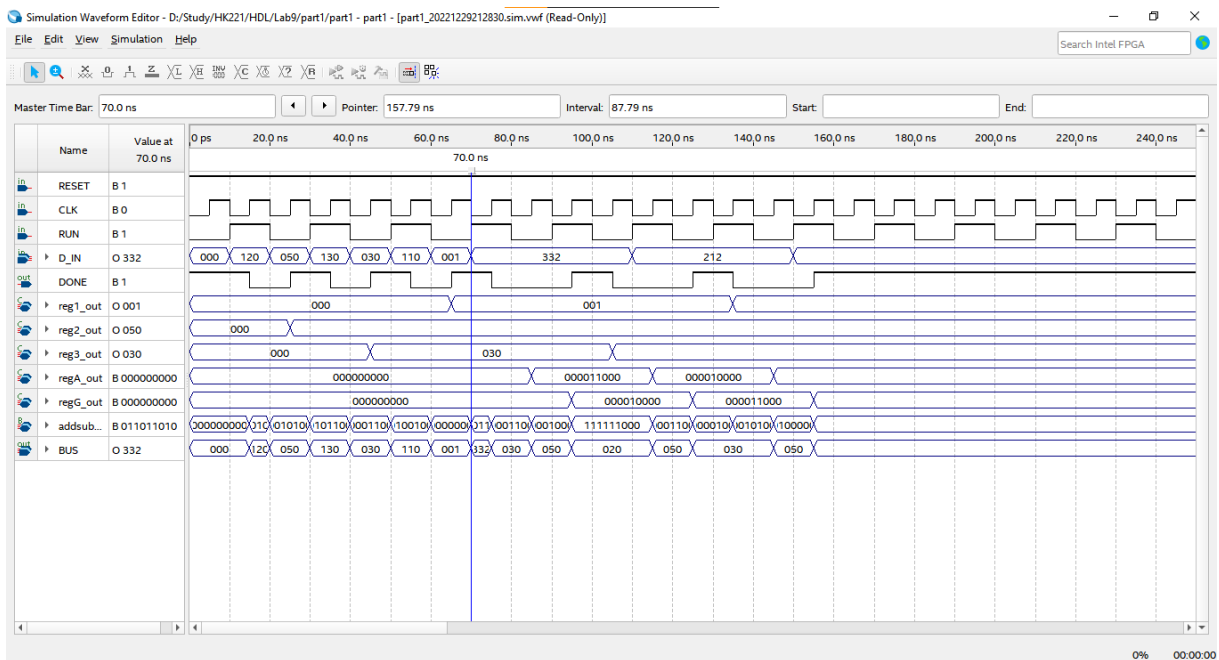 Simulation Waveform Editor - D:/Study/HK221/HDL/Lab9/part1/part1 - part1 - [part1_20221229212830.sim.vwf (Read-Only)]
File Edit View Simulation Help
Search Intel FPGA
Master Time Bar: 70.0 ns Pointer: 157.79 ns Interval: 87.79 ns Start: End:
Name Value at 70.0 ns
0 ps 20.0 ns 40.0 ns 60.0 ns 80.0 ns 100.0 ns 120.0 ns 140.0 ns 160.0 ns 180.0 ns 200.0 ns 220.0 ns 240.0 ns
70.0 ns
RESET B 1
CLK B 0
RUN B 1
D_IN O 332 000 120 050 130 030 110 001 332 212
DONE B 1
reg1_out O 001 000 001
reg2_out O 050 000
reg3_out O 030 000 030
regA_out B 000000000 000000000 000011000 000010000
regG_out B 000000000 000000000 000010000 000011000
addsub... B 011011010 111111000
BUS O 332 000 120 050 130 030 110 001 332 030 050 020 050 030 050
0% 00:00:00